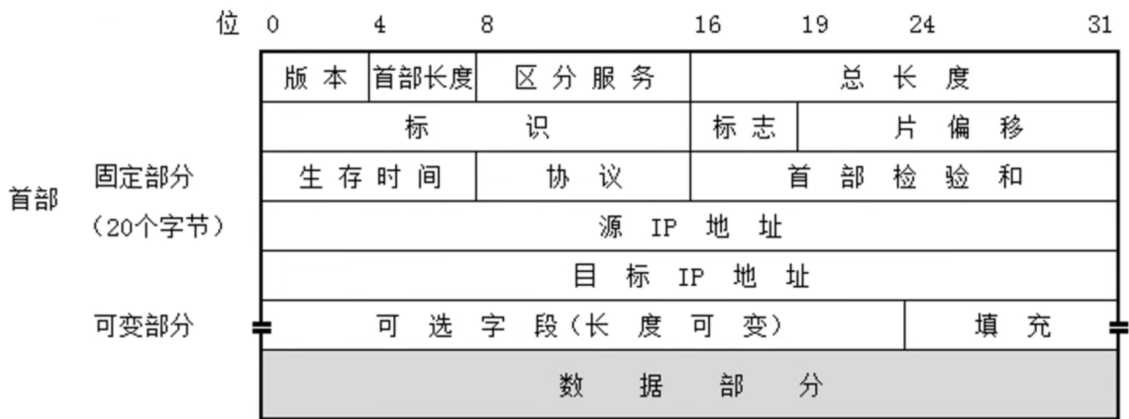 位 0 4 8 16 19 24 31
版本 首部长度 区分服务 总长度
标识 标志 片偏移
首部 固定部分 生存时间 协议 首部检验和
（20个字节） 源 IP 地址
目标 IP 地址
可变部分 可选字段(长度可变) 填充
数据部分